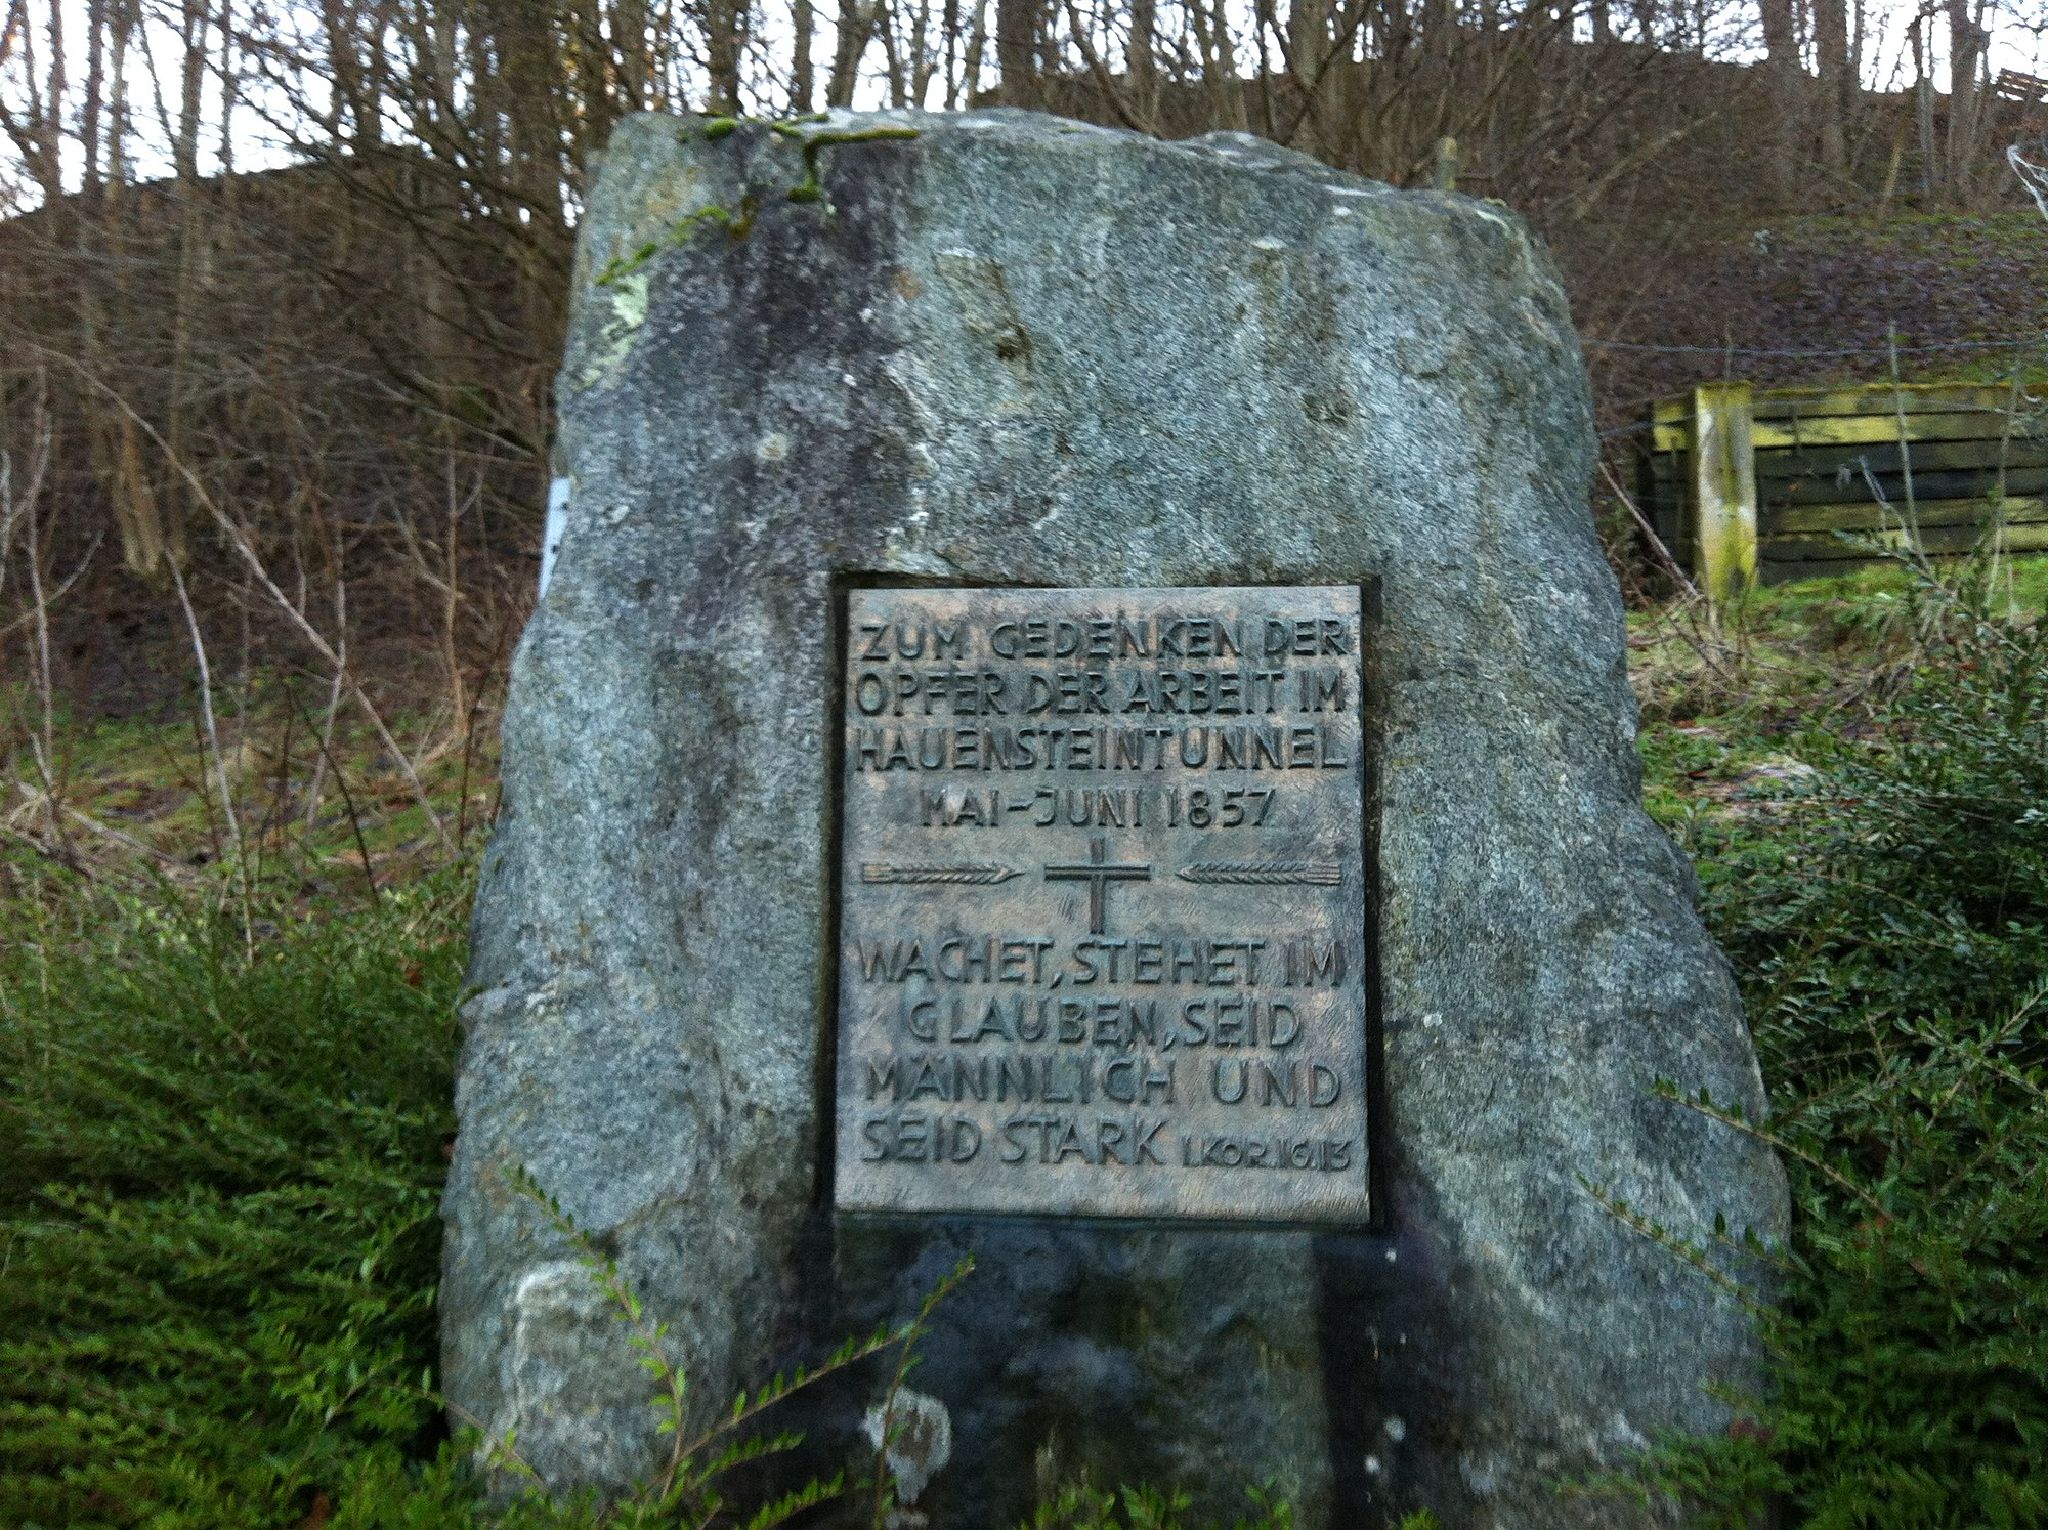 ZUM GEDENKEN DER
OPFER DER ARBEIT IM
HAUENSTEINTUNNEL
MAI-JUNI 1857
WACHET, STEHET IM
GLAUBEN, SEID
MÄNNLICH UND
SEID STARK 1.KOR.16.13